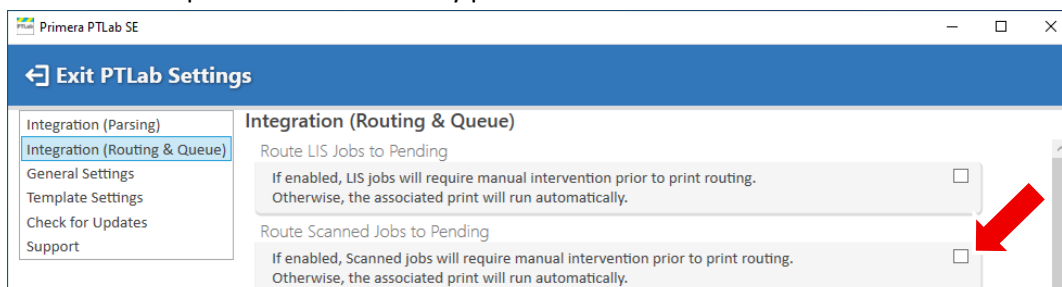 Primera PTLab SE
Exit PTLab Settings
Integration (Parsing)
Integration (Routing & Queue)
General Settings
Template Settings
Check for Updates
Support
Integration (Routing & Queue)
Route LIS Jobs to Pending
If enabled, LIS jobs will require manual intervention prior to print routing.
Otherwise, the associated print will run automatically.
Route Scanned Jobs to Pending
If enabled, Scanned jobs will require manual intervention prior to print routing.
Otherwise, the associated print will run automatically.